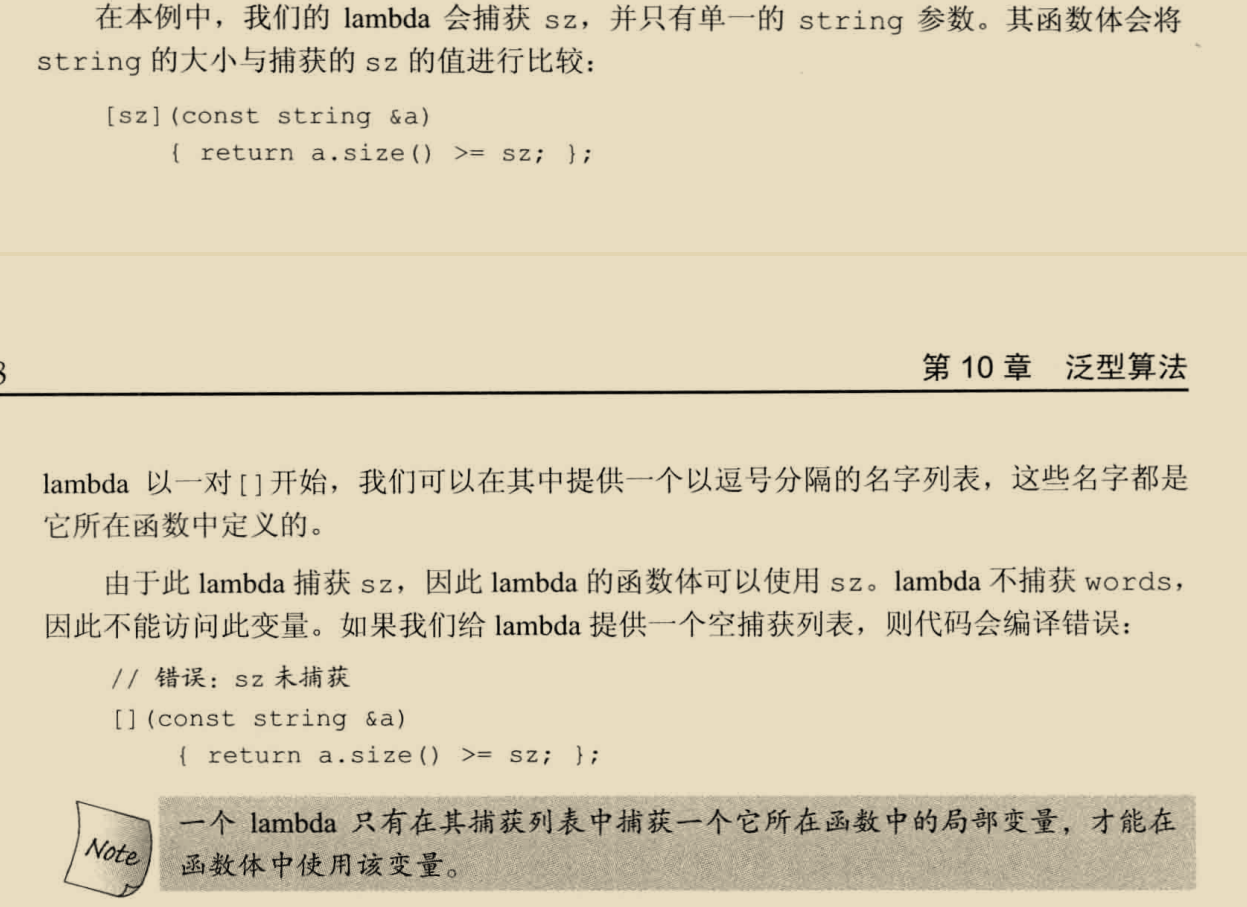 在本例中，我们的 lambda 会捕获 sz，并只有单一的 string 参数。其函数体会将
string 的大小与捕获的 sz 的值进行比较：
[sz](const string &a)
{ return a.size() >= sz; };
第 10 章 泛型算法
lambda 以一对[]开始，我们可以在其中提供一个以逗号分隔的名字列表，这些名字都是
它所在函数中定义的。
由于此 lambda 捕获 sz，因此 lambda 的函数体可以使用 sz。lambda 不捕获 words，
因此不能访问此变量。如果我们给 lambda 提供一个空捕获列表，则代码会编译错误：
// 错误：sz 未捕获
[](const string &a)
{ return a.size() >= sz; };
Note
一个 lambda 只有在其捕获列表中捕获一个它所在函数中的局部变量，才能在
函数体中使用该变量。